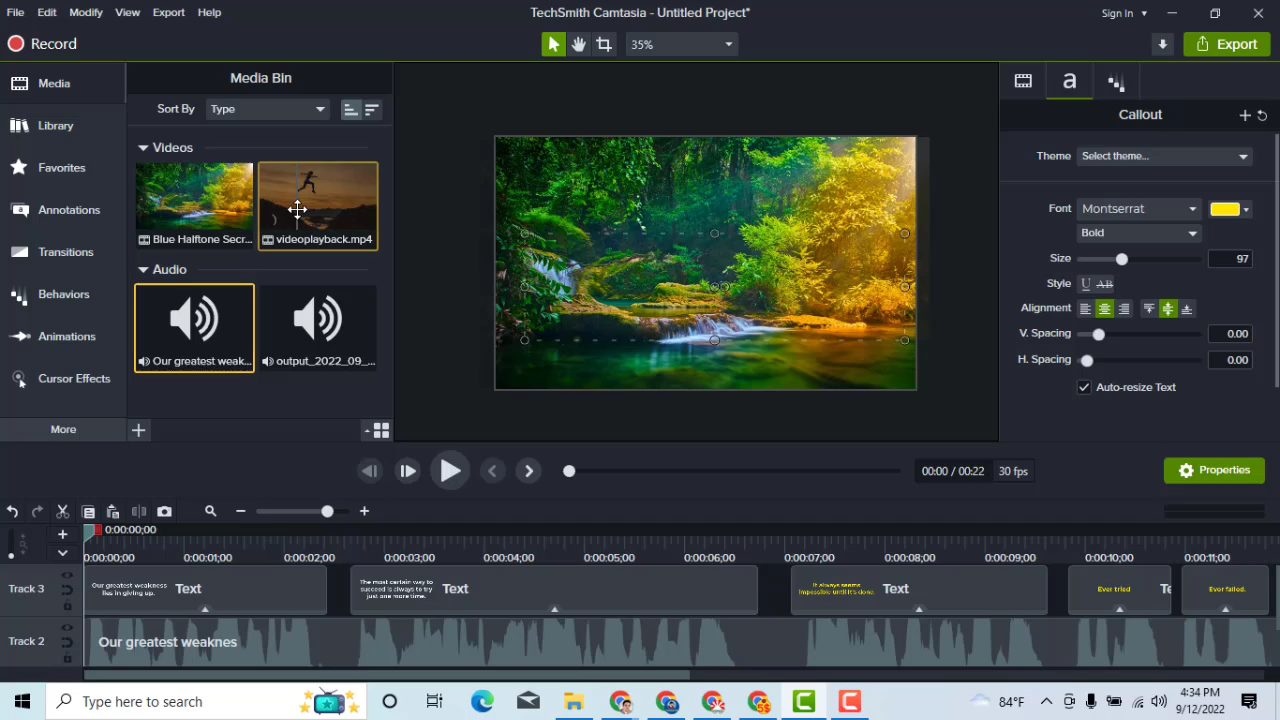 File Edit Modify View Export Help
TechSmith Camtasia - Untitled Project*
Sign In
Record
35%
Export
Media
Library
Favorites
Annotations
Transitions
Behaviors
Animations
Cursor Effects
More
Media Bin
Sort By Type
Videos
Blue Halftone Secr... videoplayback.mp4
Audio
Our greatest weak... output_2022_09_...
a
Callout
Theme Select theme...
Font Montserrat
Bold
Size 97
Style U AB
Alignment
V. Spacing 0.00
H. Spacing 0.00
Auto-resize Text
00:00 / 00:22 30 fps
Properties
0:00:00;00
0:00:00;00 0:00:01;00 0:00:02;00 0:00:03;00 0:00:04;00 0:00:05;00 0:00:06;00 0:00:07;00 0:00:08;00 0:00:09;00 0:00:10;00 0:00:11;00
Track 3
Our greatest weakness
lies in giving up.
Text
The most certain way to
succeed is always to try
just one more time.
Text
It always seems
impossible until it's done.
Text
Ever tried
Te
Ever failed.
Track 2
Our greatest weaknes
Type here to search
84°F
4:34 PM
9/12/2022